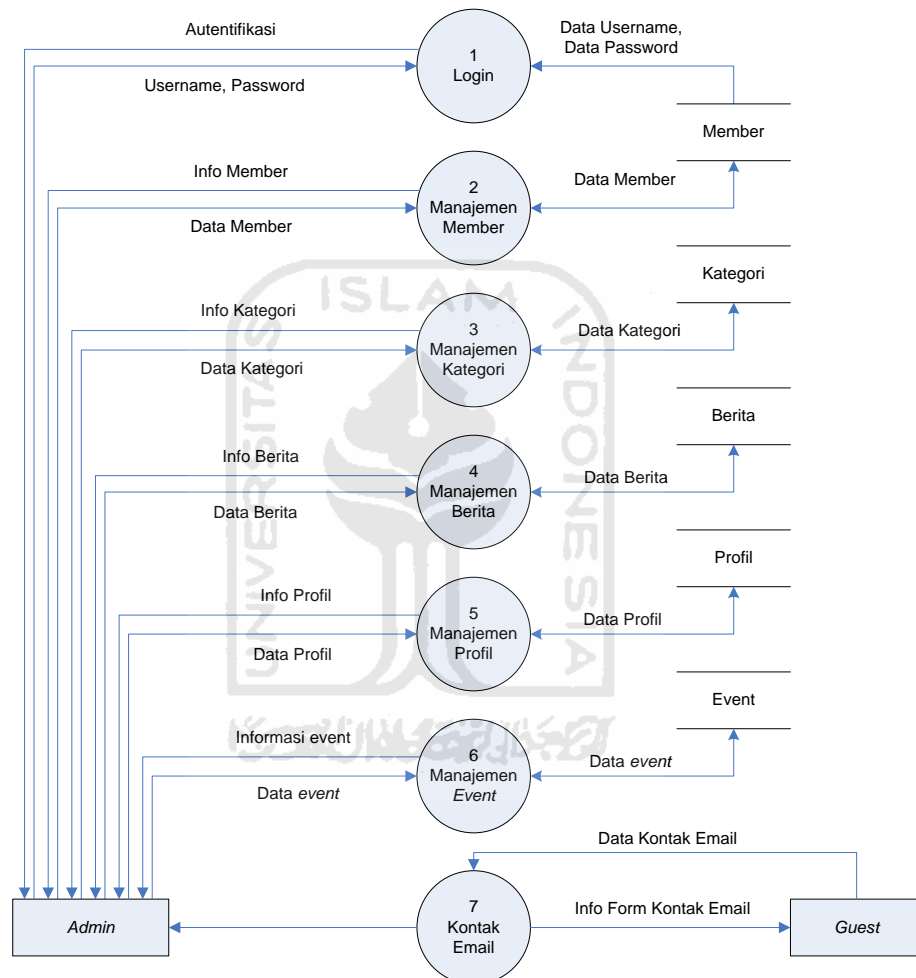 Autentifikasi
Username, Password
1
Login
Data Username,
Data Password
Member
Info Member
Data Member
2
Manajemen
Member
Data Member
Kategori
Info Kategori
Data Kategori
3
Manajemen
Kategori
Data Kategori
Berita
Info Berita
Data Berita
4
Manajemen
Berita
Data Berita
Profil
Info Profil
Data Profil
5
Manajemen
Profil
Data Profil
Event
Informasi event
Data event
6
Manajemen
Event
Data event
Data Kontak Email
Admin
7
Kontak
Email
Info Form Kontak Email
Guest
UNIVERSITAS
ISLAM
INDONESIA